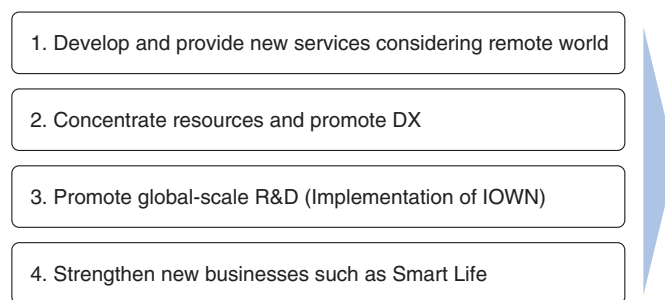 1. Develop and provide new services considering remote world
2. Concentrate resources and promote DX
3. Promote global-scale R&D (Implementation of IOWN)
4. Strengthen new businesses such as Smart Life